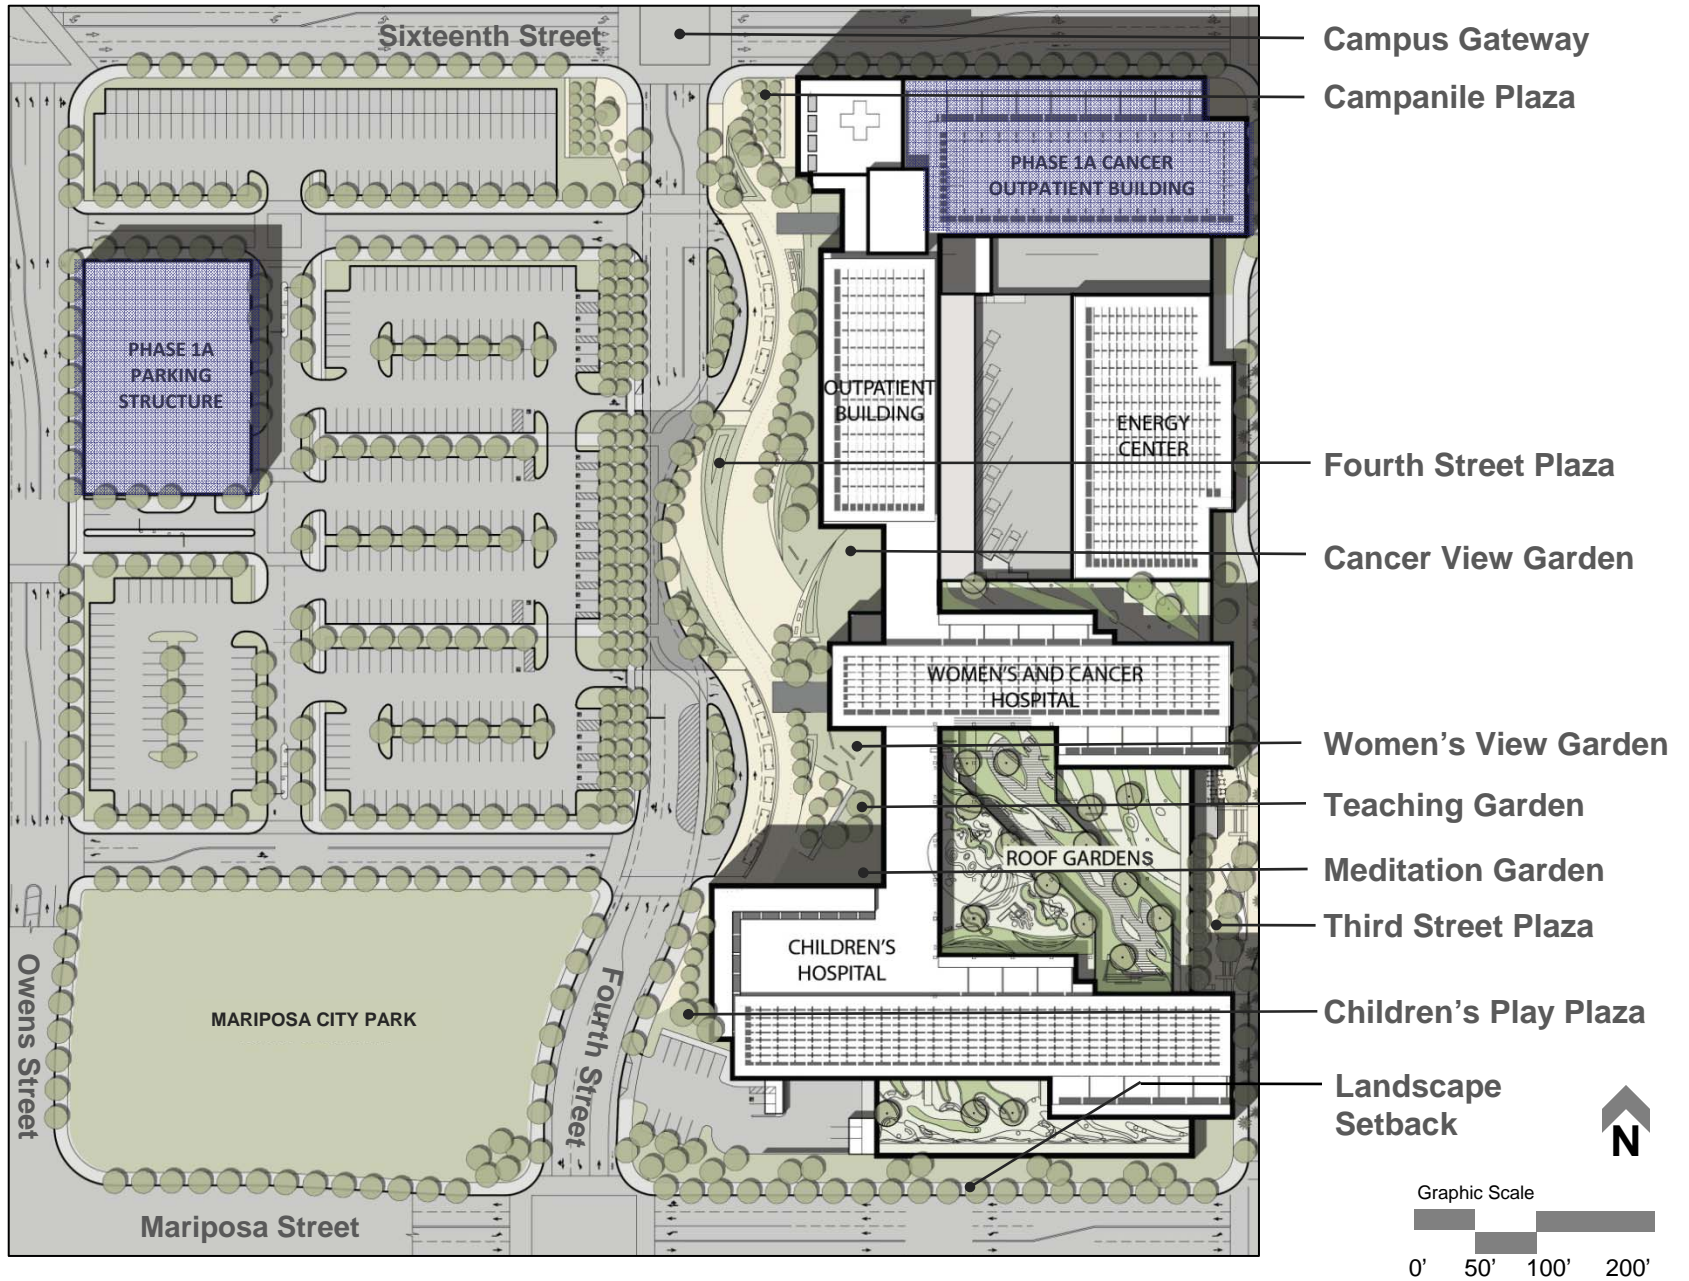 Sixteenth Street
Campus Gateway
Campanile Plaza
PHASE 1A CANCER
OUTPATIENT BUILDING
PHASE 1A
PARKING
STRUCTURE
OUTPATIENT
BUILDING
ENERGY
CENTER
Fourth Street Plaza
Cancer View Garden
WOMEN'S AND CANCER
HOSPITAL
Women’s View Garden
Teaching Garden
ROOF GARDENS
Meditation Garden
Third Street Plaza
CHILDREN'S
HOSPITAL
Owens Street
Fourth Street
MARIPOSA CITY PARK
Children’s Play Plaza
Landscape
Setback
N
Mariposa Street
Graphic Scale
0’ 50’ 100’ 200’